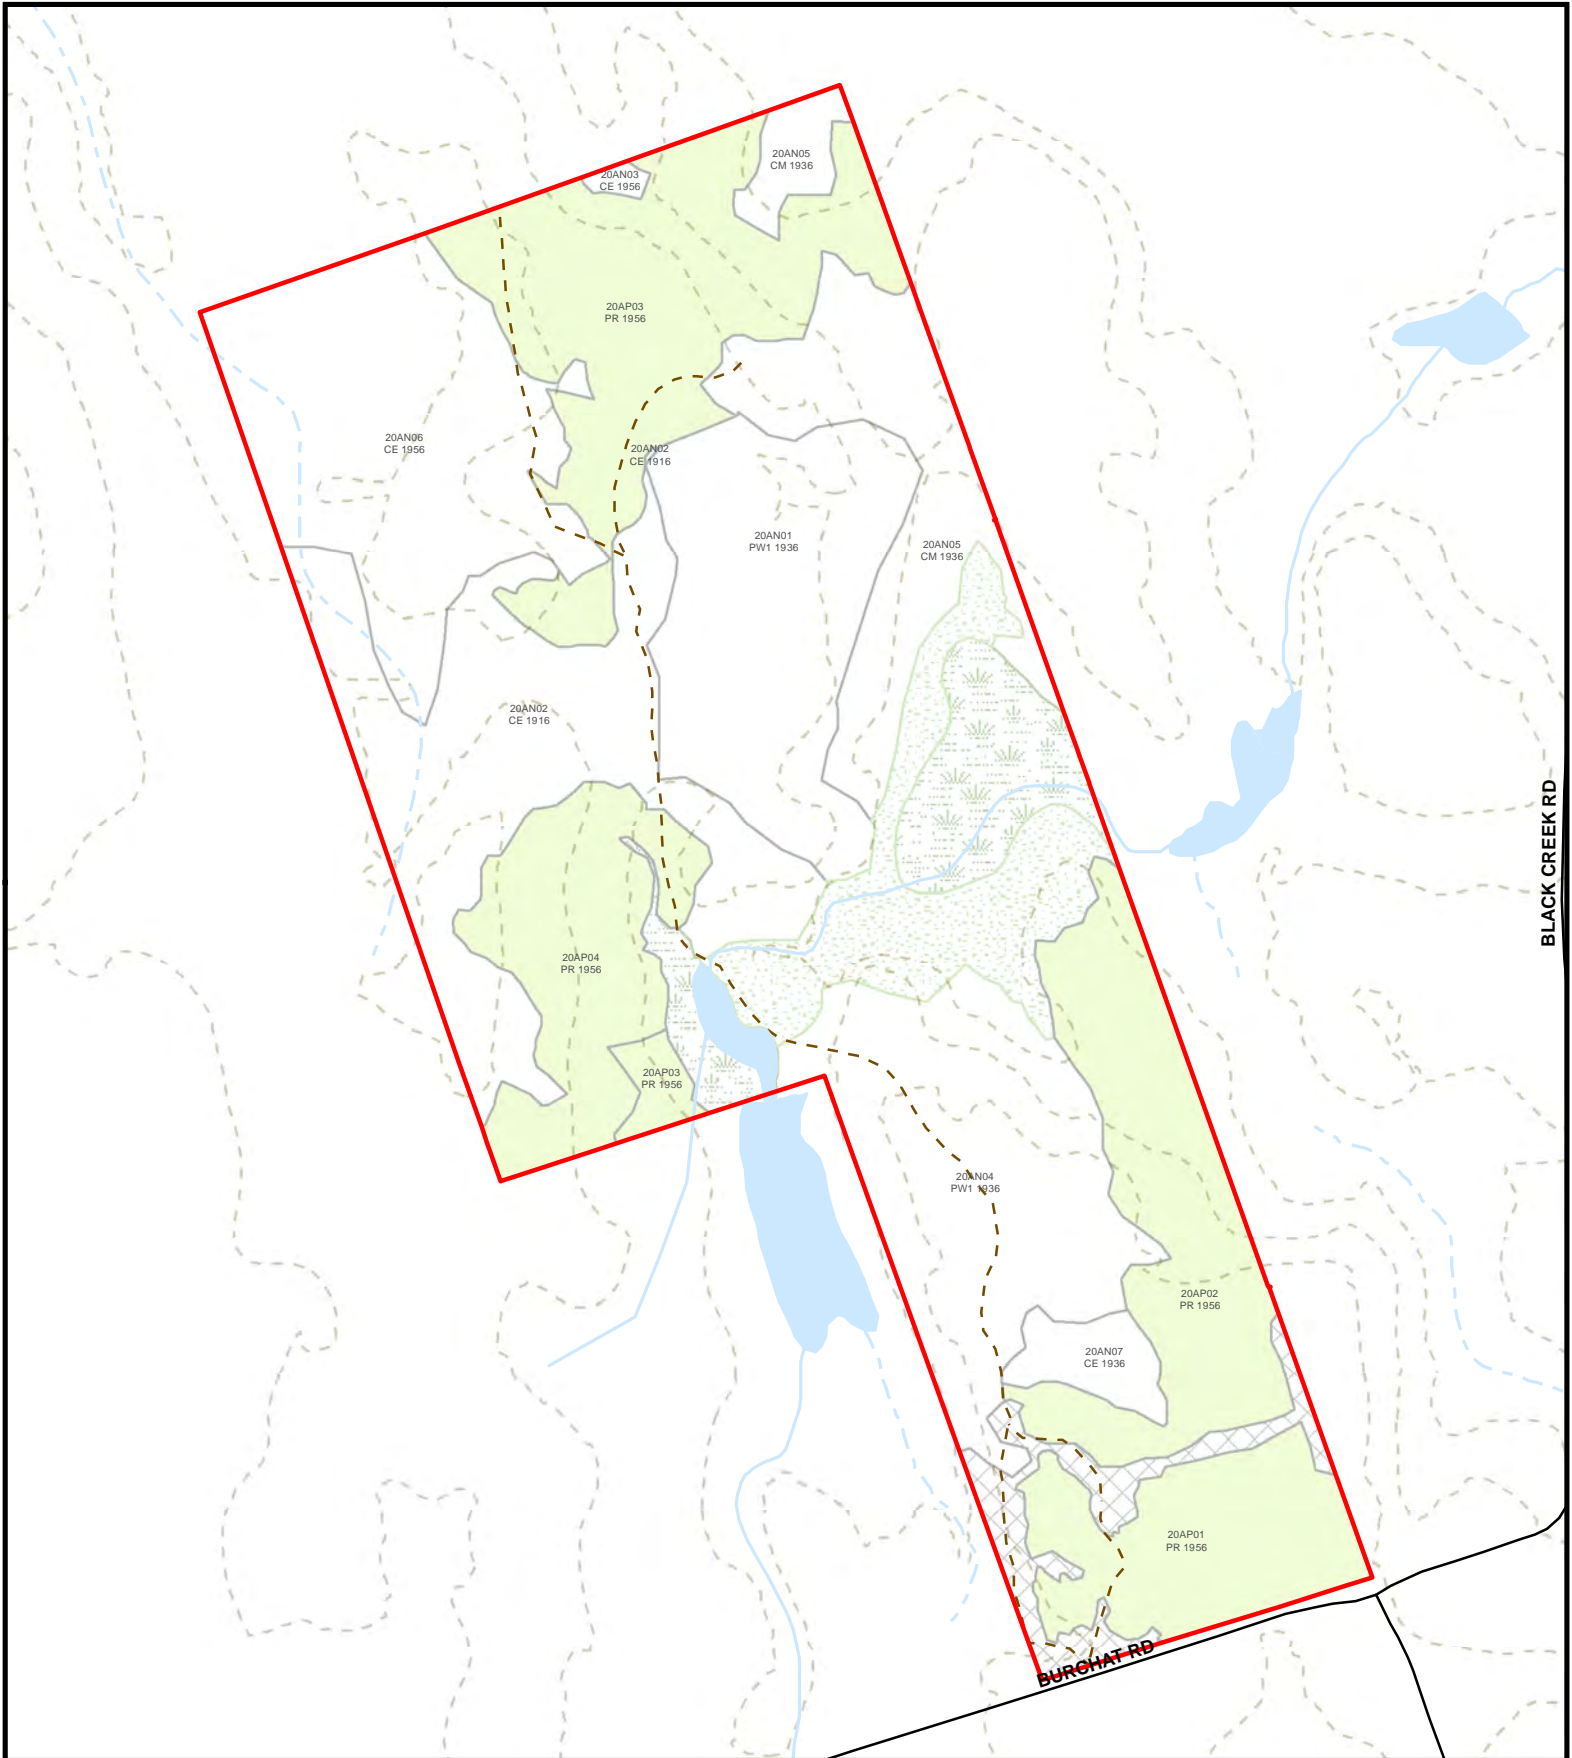 20AN05
CM 1936
20AN03
CE 1956
20AP03
PR 1956
20AN06
CE 1956
20AN02
CE 1916
20AN01
PW1 1936
20AN05
CM 1936
20AN02
CE 1916
BLACK CREEK RD
20AP04
PR 1956
20AP03
PR 1956
20AN04
PW1 1936
20AP02
PR 1956
20AN07
CE 1936
20AP01
PR 1956
BURCHAT RD